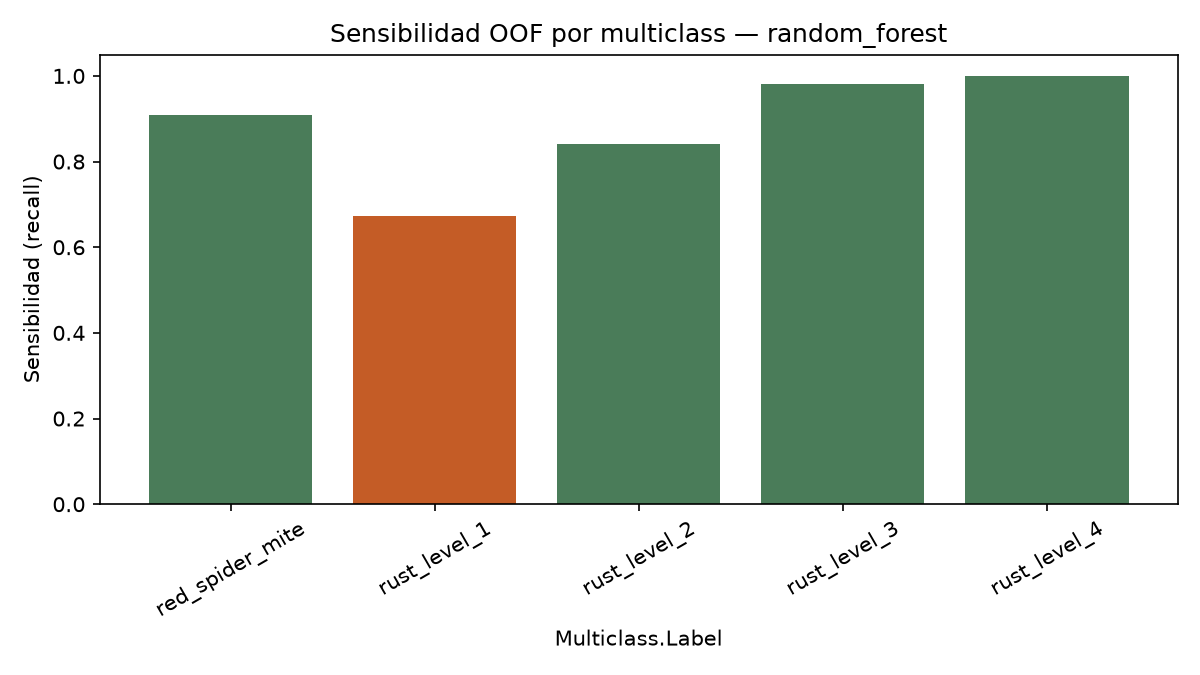 Sensibilidad OOF por multiclass — random_forest
Sensibilidad (recall)
1.0
0.8
0.6
0.4
0.2
0.0
red_spider_mite
rust_level_1
rust_level_2
rust_level_3
rust_level_4
Multiclass.Label